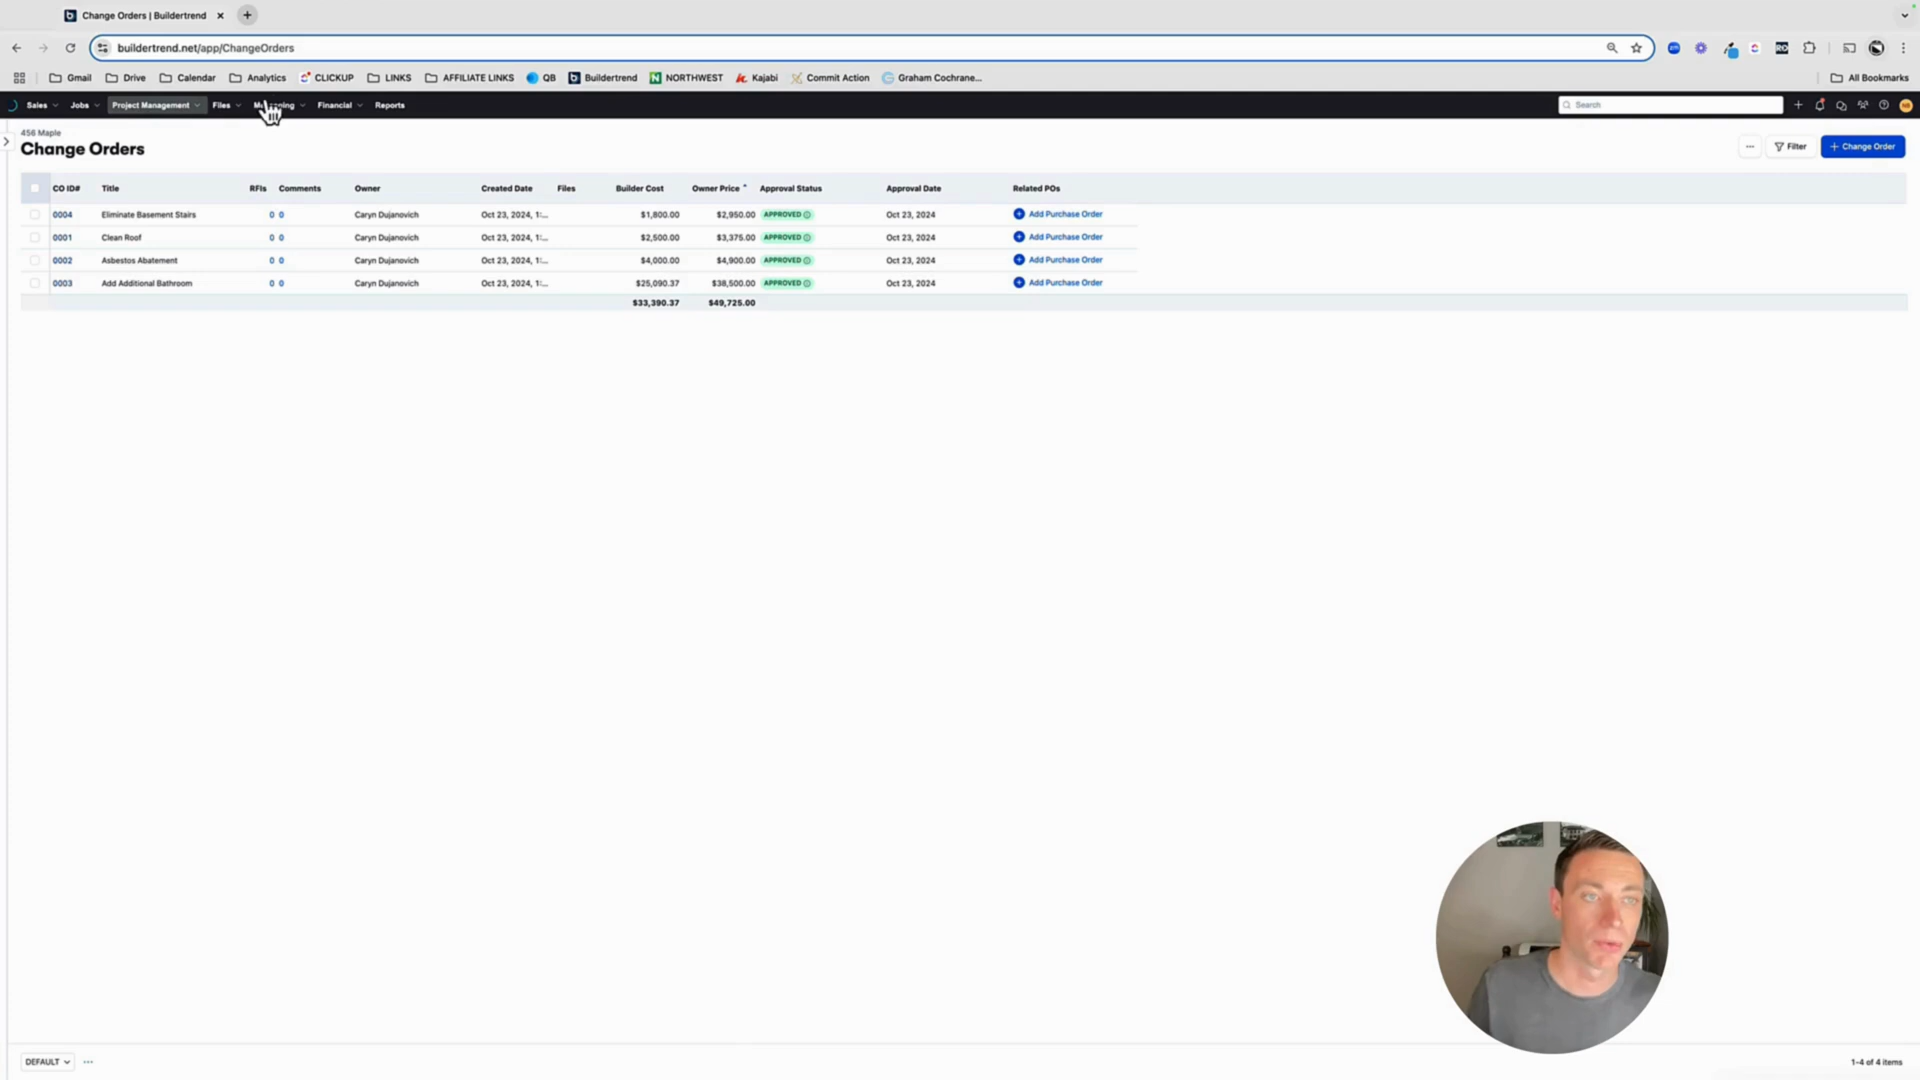 Change Orders | Buildertrend
buildertrend.net/app/ChangeOrders
Gmail Drive Calendar Analytics CLICKUP LINKS AFFILIATE LINKS QB Buildertrend NORTHWEST Kajabi Commit Action Graham Cochrane... All Bookmarks
Sales Jobs Project Management Files Financial Reports Search
456 Maple
Change Orders
... Filter + Change Order
CO ID# Title RFIs Comments Owner Created Date Files Builder Cost Owner Price Approval Status Approval Date Related POs
0004 Eliminate Basement Stairs 0 0 Caryn Dujanovich Oct 23, 2024, 1:... $1,800.00 $2,950.00 APPROVED Oct 23, 2024 Add Purchase Order
0001 Clean Roof 0 0 Caryn Dujanovich Oct 23, 2024, 1:... $2,500.00 $3,375.00 APPROVED Oct 23, 2024 Add Purchase Order
0002 Asbestos Abatement 0 0 Caryn Dujanovich Oct 23, 2024, 1:... $4,000.00 $4,900.00 APPROVED Oct 23, 2024 Add Purchase Order
0003 Add Additional Bathroom 0 0 Caryn Dujanovich Oct 23, 2024, 1:... $25,090.37 $38,500.00 APPROVED Oct 23, 2024 Add Purchase Order
$33,390.37 $49,725.00
DEFAULT ... 1-4 of 4 items